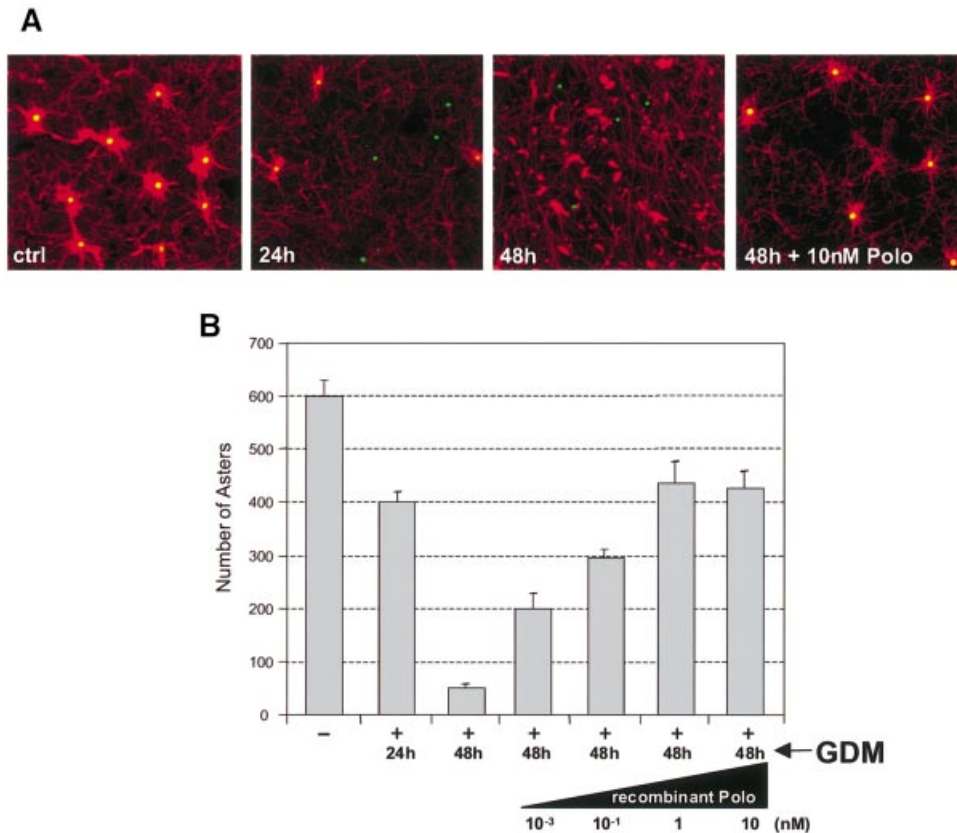 A
ctrl
24h
48h
48h + 10nM Polo
B
Number of Asters
700
600
500
400
300
200
100
0
– + + + + + +
24h 48h 48h 48h 48h 48h
GDM
recombinant Polo
10-3 10-1 1 10 (nM)